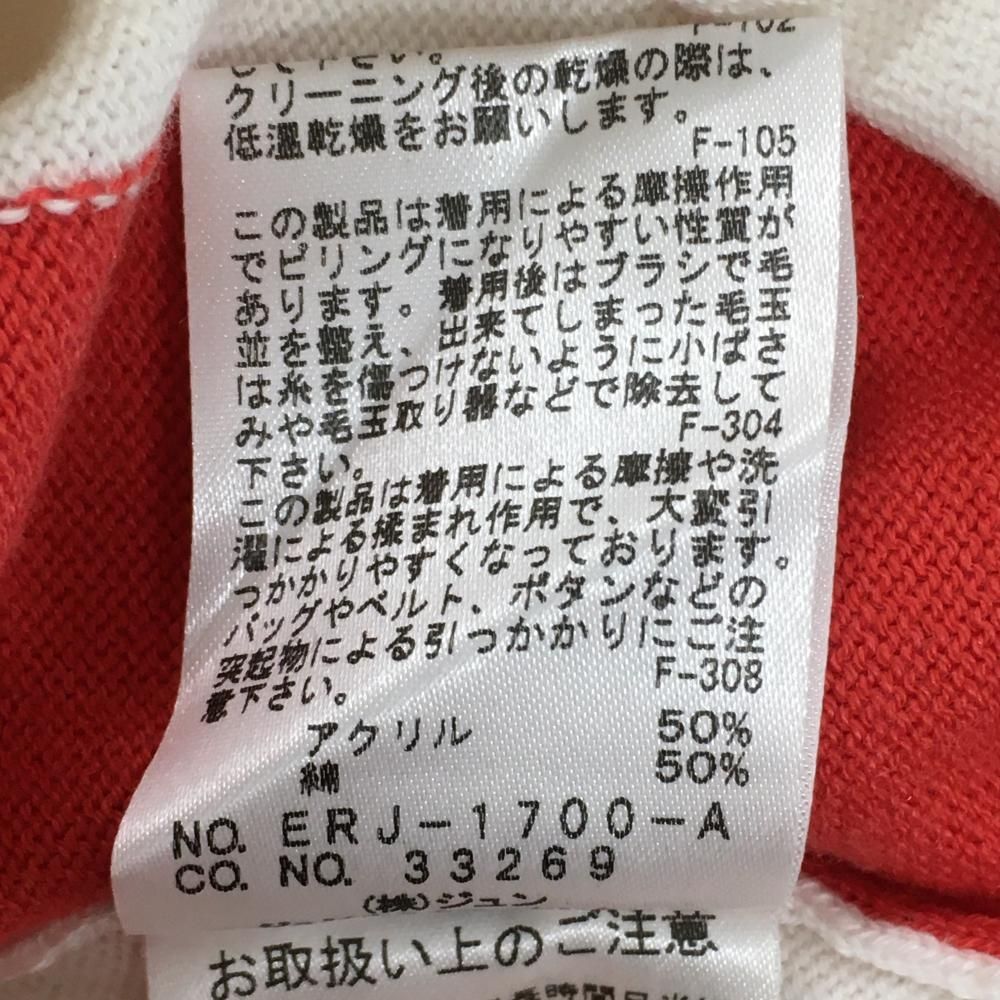 F-102
して下さい。
クリーニング後の乾燥の際は、
低温乾燥をお願いします。
F-105
この製品は着用による摩擦作用
でピリングになりやすい性質が
あります。着用後はブラシで毛
並を整え、出来てしまった毛玉
は糸を傷つけないように小ばさ
みや毛玉取り器などで除去して
下さい。
F-304
この製品は着用による摩擦や洗
濯による揉まれ作用で、大変引
っかかりやすくなっております。
バッグやベルト、ボタンなどの
突起物による引っかかりにご注
意下さい。
F-308
アクリル 50%
綿 50%
NO. ERJ-1700-A
CO. NO. 33269
(株)ジュン
お取扱い上のご注意